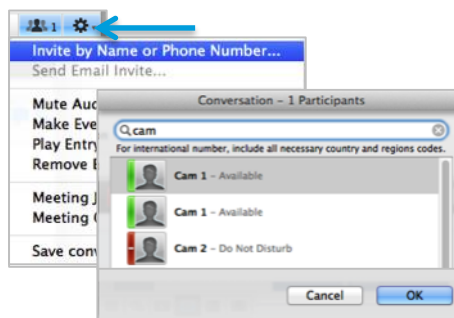 1
Invite by Name or Phone Number...
Send Email Invite...
Mute Aud
Make Eve
Play Entry
Remove
Meeting
Meeting
Save conv
Conversation – 1 Participants
cam
For international number, include all necessary country and regions codes.
Cam 1 – Available
Cam 1 – Available
Cam 2 – Do Not Disturb
Cancel
OK